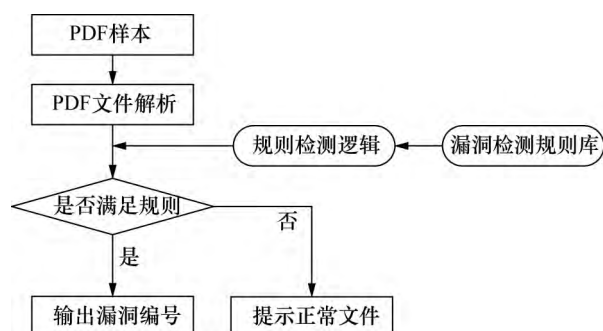 PDF样本
PDF文件解析
规则检测逻辑
漏洞检测规则库
是否满足规则
否
是
输出漏洞编号
提示正常文件